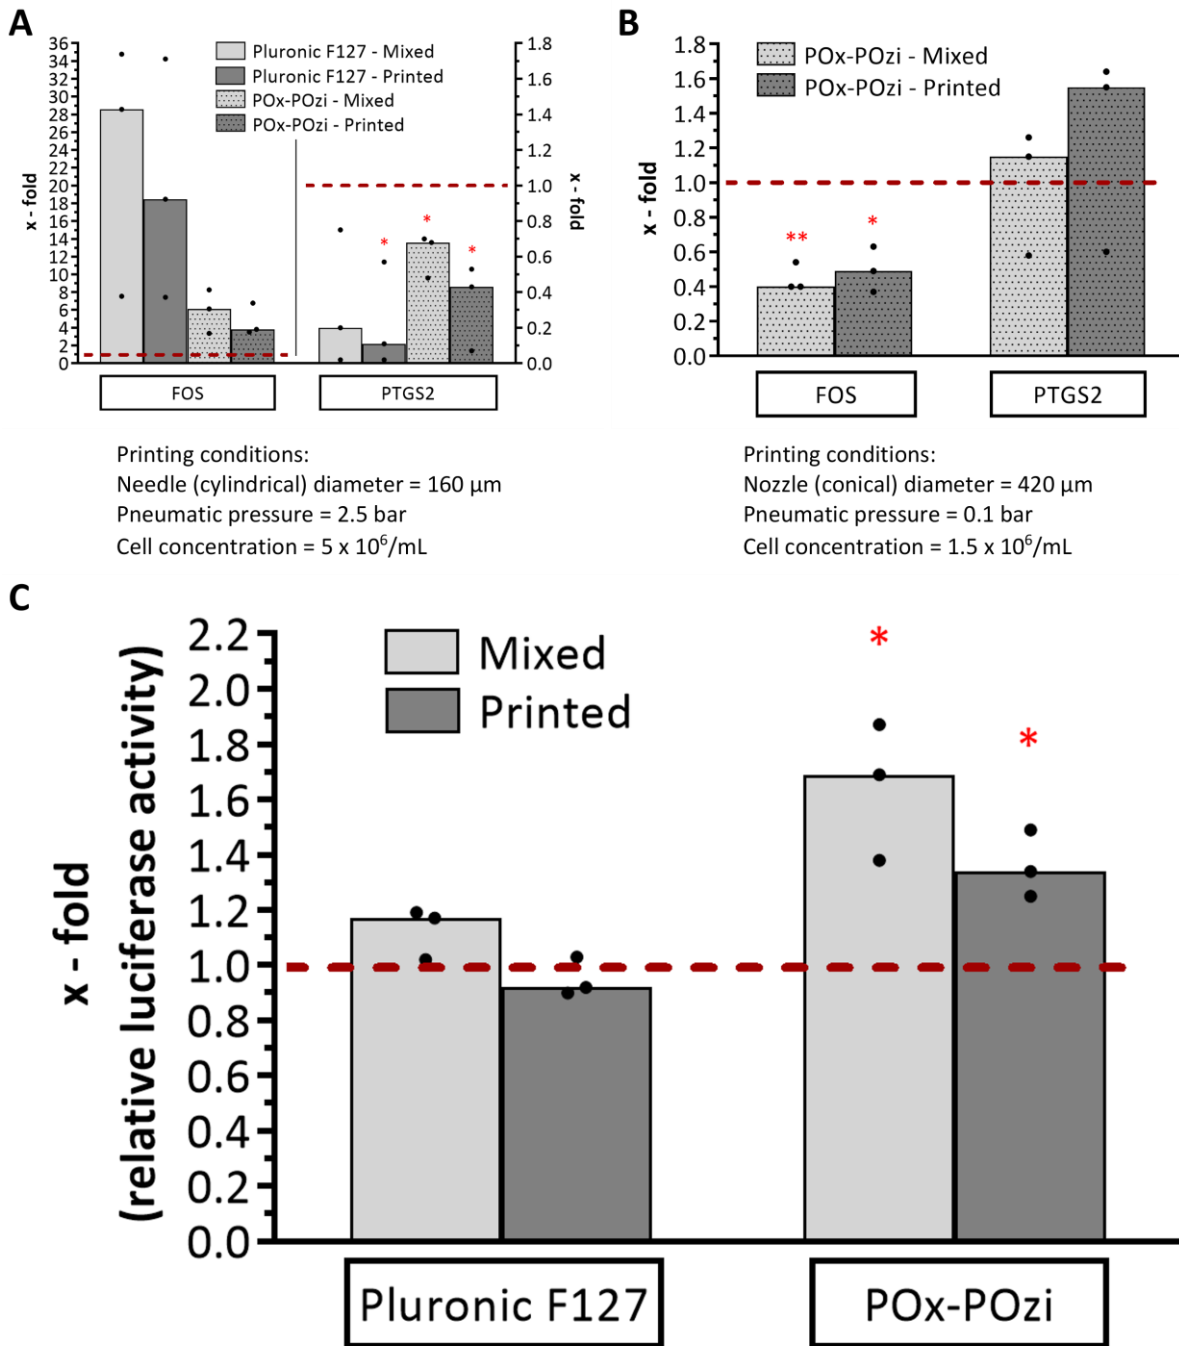 A
x - fold
36
34
32
30
28
26
24
22
20
18
16
14
12
10
8
6
4
2
0
Pluronic F127 - Mixed
Pluronic F127 - Printed
POx-POzi - Mixed
POx-POzi - Printed
1.8
1.6
1.4
1.2
1.0
0.8
0.6
0.4
0.2
0.0
x - fold
*
*
*
FOS
PTGS2
Printing conditions:
Needle (cylindrical) diameter = 160 µm
Pneumatic pressure = 2.5 bar
Cell concentration = 5 x 10⁶/mL
B
x - fold
1.8
1.6
1.4
1.2
1.0
0.8
0.6
0.4
0.2
0.0
POx-POzi - Mixed
POx-POzi - Printed
**
*
FOS
PTGS2
Printing conditions:
Nozzle (conical) diameter = 420 µm
Pneumatic pressure = 0.1 bar
Cell concentration = 1.5 x 10⁶/mL
C
x - fold
(relative luciferase activity)
2.2
2.0
1.8
1.6
1.4
1.2
1.0
0.8
0.6
0.4
0.2
0.0
Mixed
Printed
*
*
Pluronic F127
POx-POzi